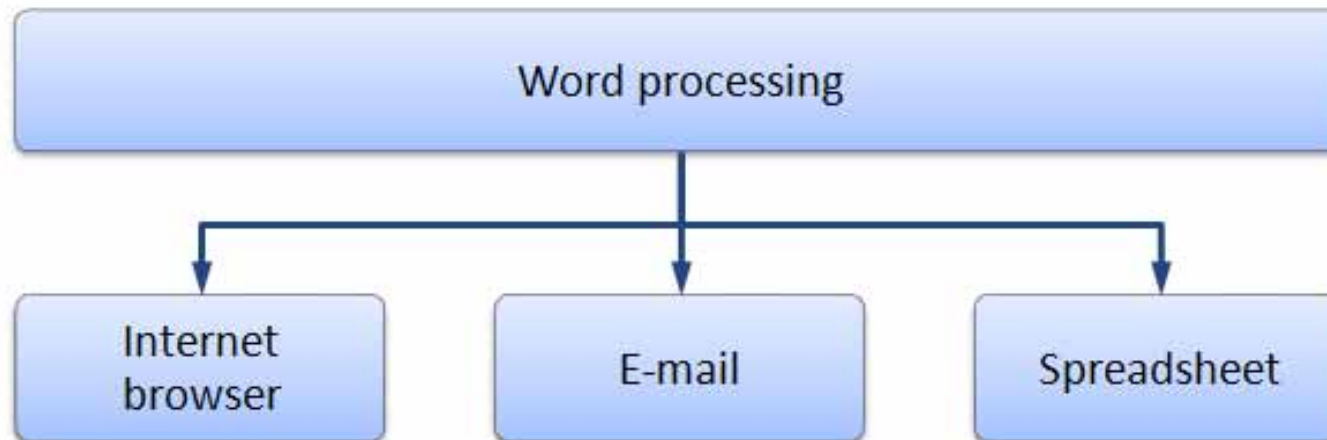 Word processing
Internet
browser
E-mail
Spreadsheet